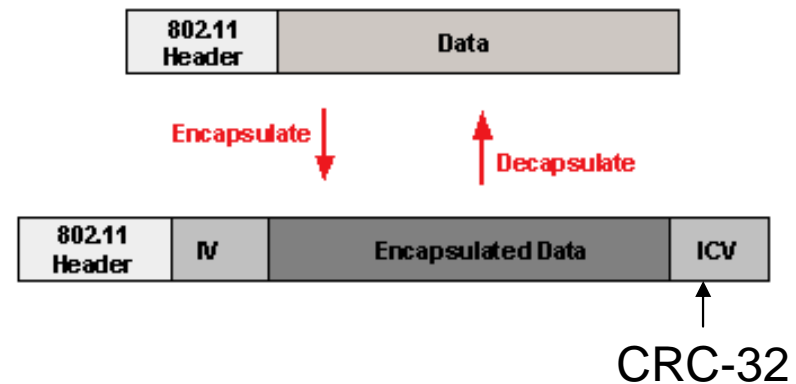 802.11
Header
Data
Encapsulate
Decapsulate
802.11
Header
IV
Encapsulated Data
ICV
CRC-32